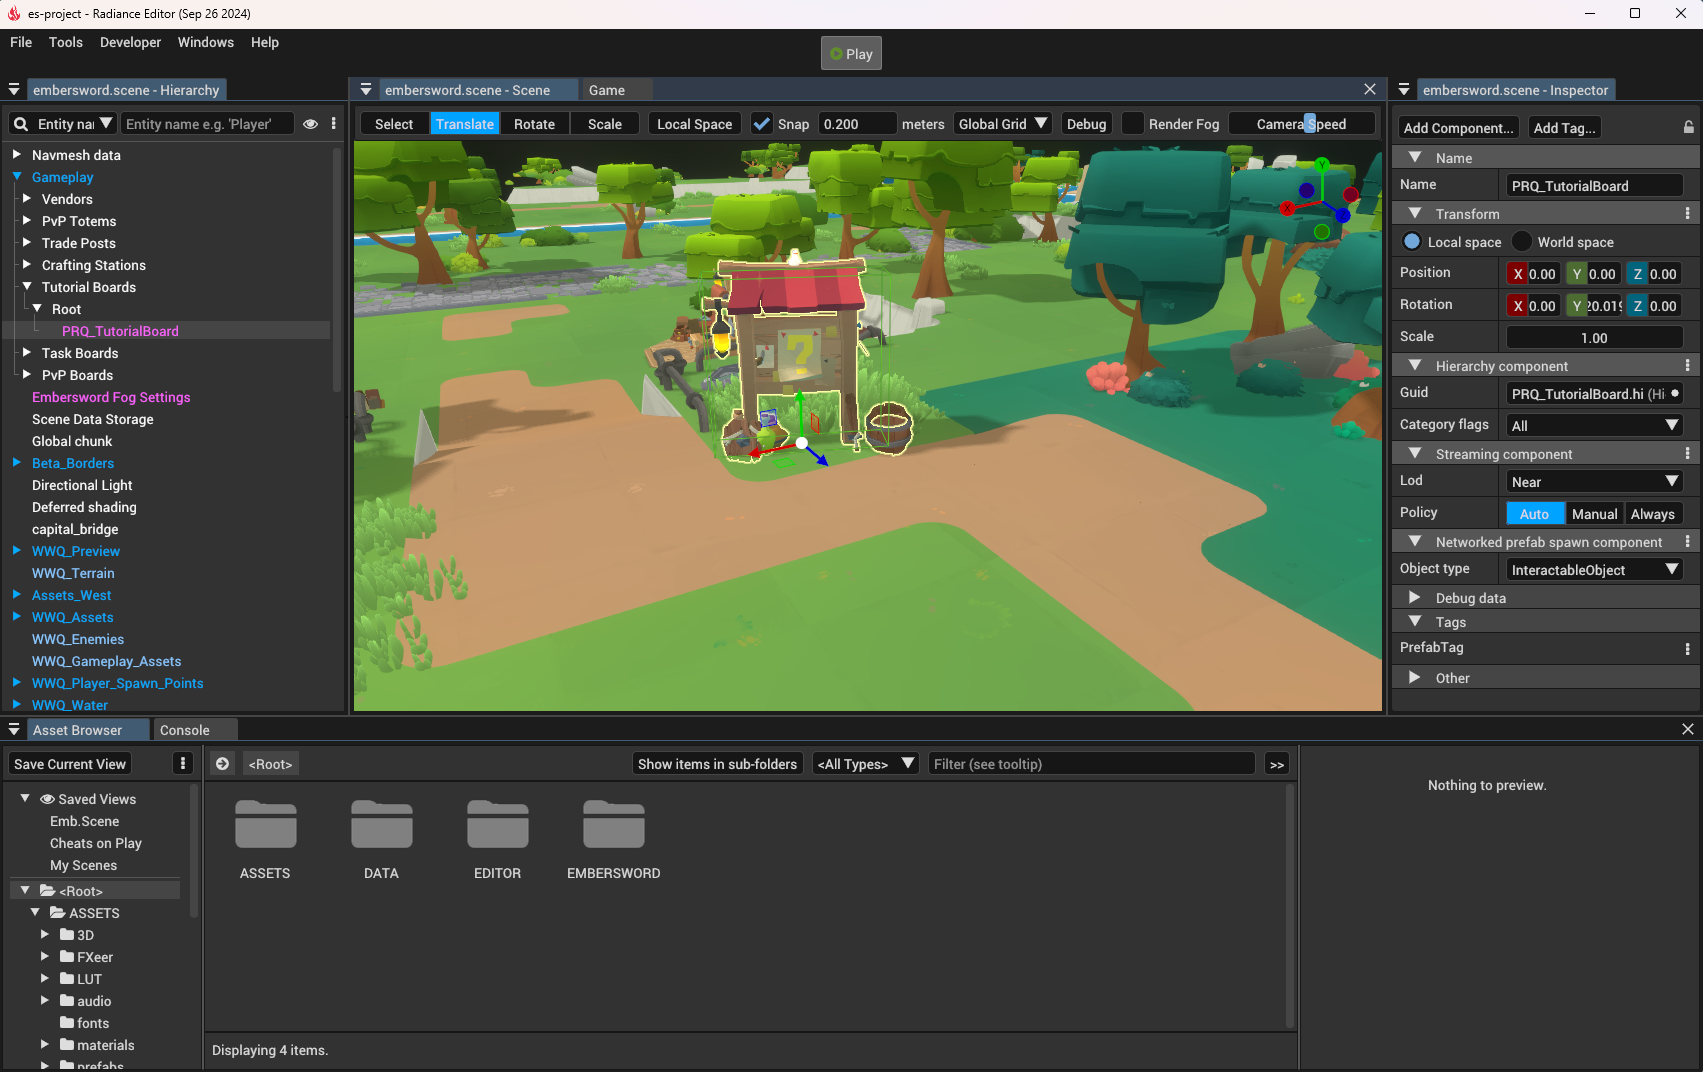 es-project - Radiance Editor (Sep 26 2024)
File Tools Developer Windows Help
Play
embersword.scene - Hierarchy
Entity na
Entity name e.g. 'Player'
Navmesh data
Gameplay
Vendors
PvP Totems
Trade Posts
Crafting Stations
Tutorial Boards
Root
PRQ_TutorialBoard
Task Boards
PvP Boards
Embersword Fog Settings
Scene Data Storage
Global chunk
Beta_Borders
Directional Light
Deferred shading
capital_bridge
WWQ_Preview
WWQ_Terrain
Assets_West
WWQ_Assets
WWQ_Enemies
WWQ_Gameplay_Assets
WWQ_Player_Spawn_Points
WWQ_Water
embersword.scene - Scene Game
Select Translate Rotate Scale Local Space Snap 0.200 meters Global Grid Debug Render Fog Camera Speed
Y
X
?
embersword.scene - Inspector
Add Component... Add Tag...
Name
Name PRQ_TutorialBoard
Transform
Local space World space
Position X 0.00 Y 0.00 Z 0.00
Rotation X 0.00 Y 20.019 Z 0.00
Scale 1.00
Hierarchy component
Guid PRQ_TutorialBoard.hi (Hi
Category flags All
Streaming component
Lod Near
Policy Auto Manual Always
Networked prefab spawn component
Object type InteractableObject
Debug data
Tags
PrefabTag
Other
Asset Browser Console
Save Current View
Saved Views
Emb.Scene
Cheats on Play
My Scenes
<Root>
ASSETS
3D
FXeer
LUT
audio
fonts
materials
prefabs
<Root>
Show items in sub-folders <All Types> Filter (see tooltip) >>
ASSETS DATA EDITOR EMBERSWORD
Displaying 4 items.
Nothing to preview.